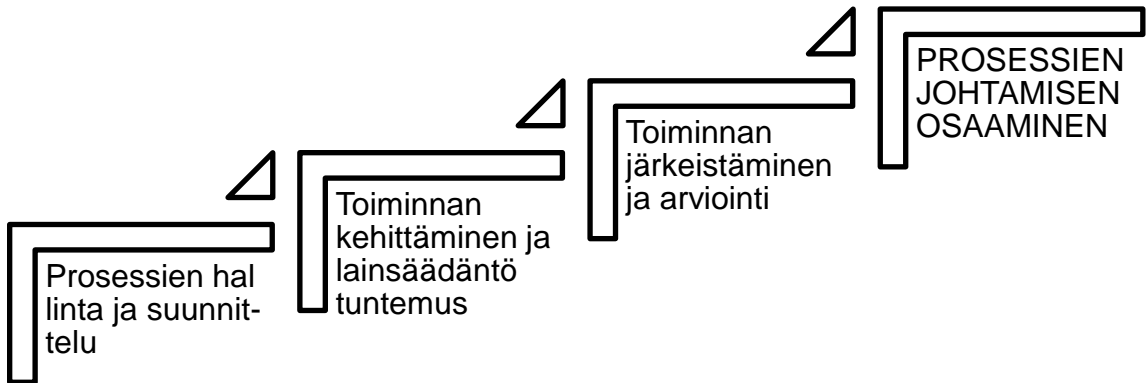 Prosessien hal
linta ja suunnit-
telu
Toiminnan
kehittäminen ja
lainsäädäntö
tuntemus
Toiminnan
järkeistäminen
ja arviointi
PROSESSIEN
JOHTAMISEN
OSAAMINEN